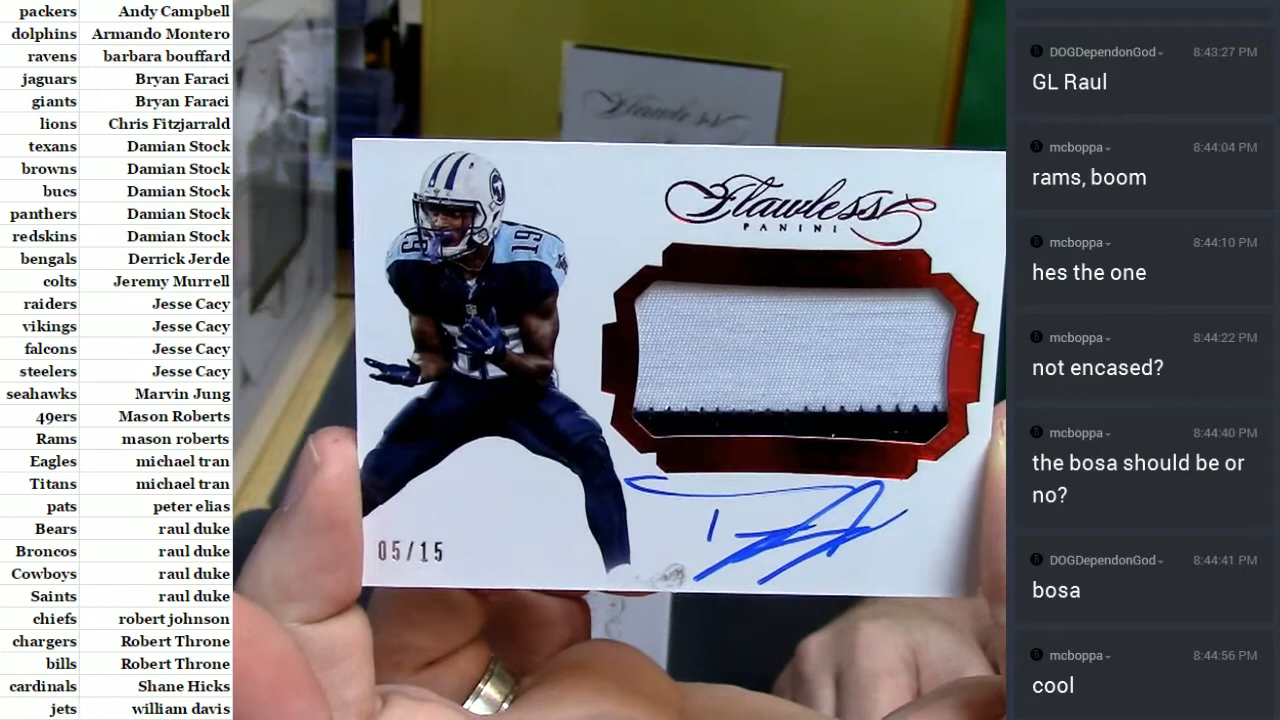 packers Andy Campbell
dolphins Armando Montero
ravens barbara bouffard
jaguars Bryan Faraci
giants Bryan Faraci
lions Chris Fitzjarrald
texans Damian Stock
browns Damian Stock
bucs Damian Stock
panthers Damian Stock
redskins Damian Stock
bengals Derrick Jerde
colts Jeremy Murrell
raiders Jesse Cacy
vikings Jesse Cacy
falcons Jesse Cacy
steelers Jesse Cacy
seahawks Marvin Jung
49ers Mason Roberts
Rams mason roberts
Eagles michael tran
Titans michael tran
pats peter elias
Bears raul duke
Broncos raul duke
Cowboys raul duke
Saints raul duke
chiefs robert johnson
chargers Robert Throne
bills Robert Throne
cardinals Shane Hicks
jets william davis
Flawless
Flawless
PANINI
19
19
05/15
DOGDependonGod 8:43:27 PM
GL Raul
mcboppa 8:44:04 PM
rams, boom
mcboppa 8:44:10 PM
hes the one
mcboppa 8:44:22 PM
not encased?
mcboppa 8:44:40 PM
the bosa should be or
no?
DOGDependonGod 8:44:41 PM
bosa
mcboppa 8:44:56 PM
cool